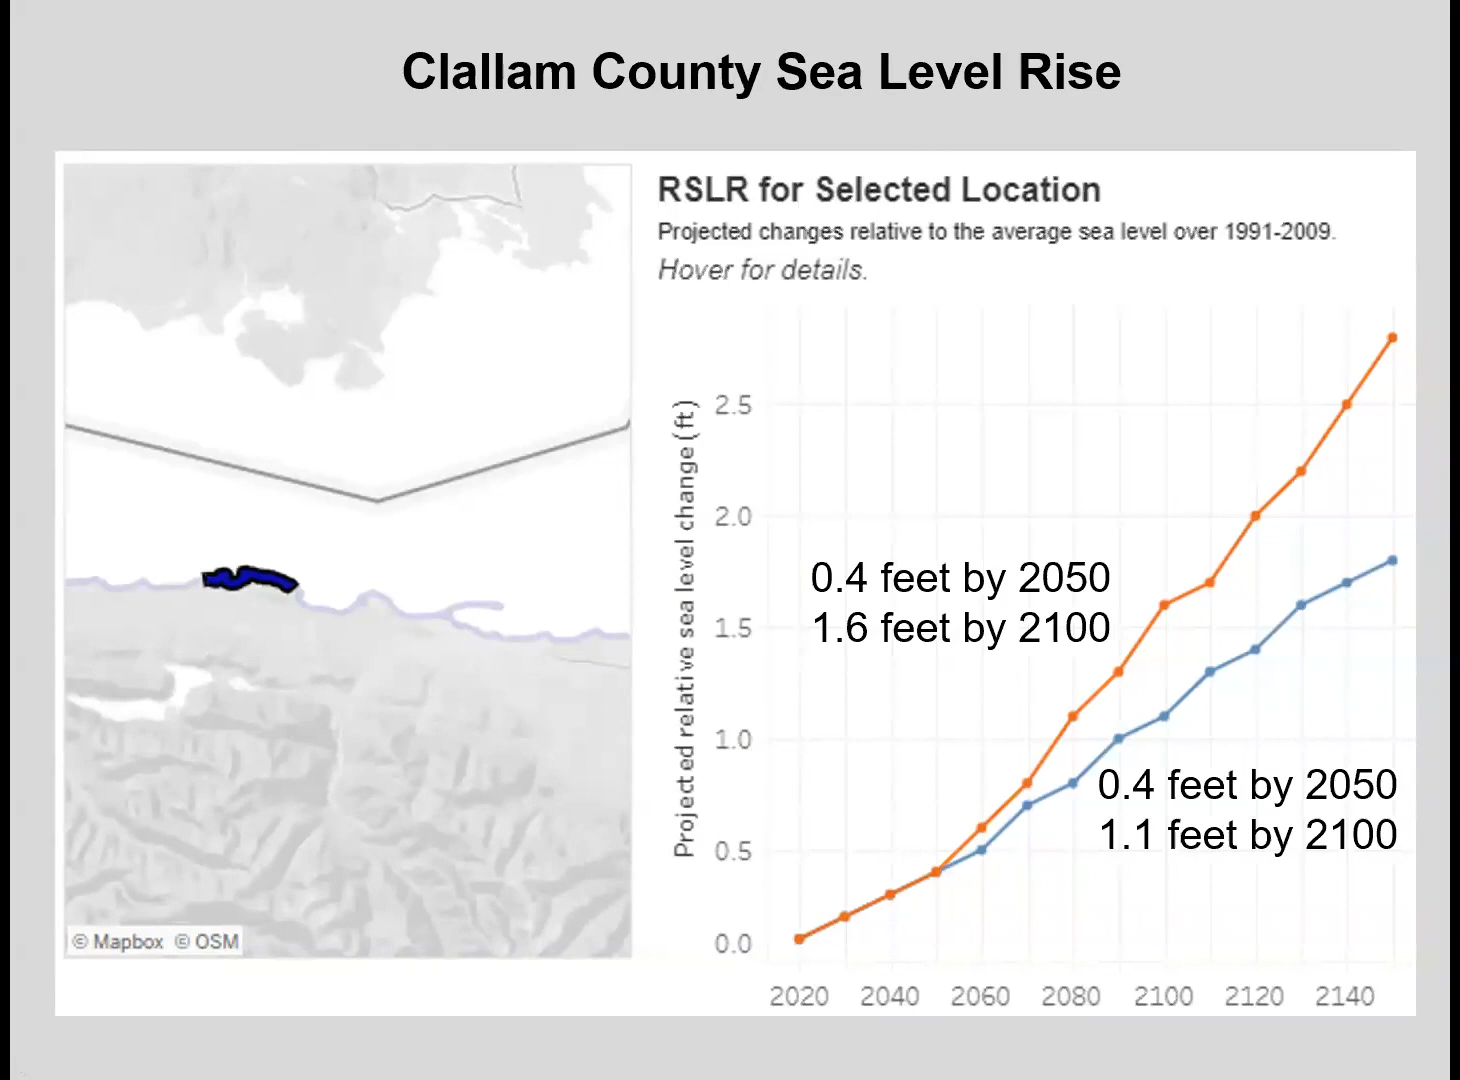 Clallam County Sea Level Rise
RSLR for Selected Location
Projected changes relative to the average sea level over 1991-2009.
Hover for details.
Projected relative sea level change (ft)
2.5
2.0
1.5
1.0
0.5
0.0
0.4 feet by 2050
1.6 feet by 2100
0.4 feet by 2050
1.1 feet by 2100
2020 2040 2060 2080 2100 2120 2140
© Mapbox © OSM